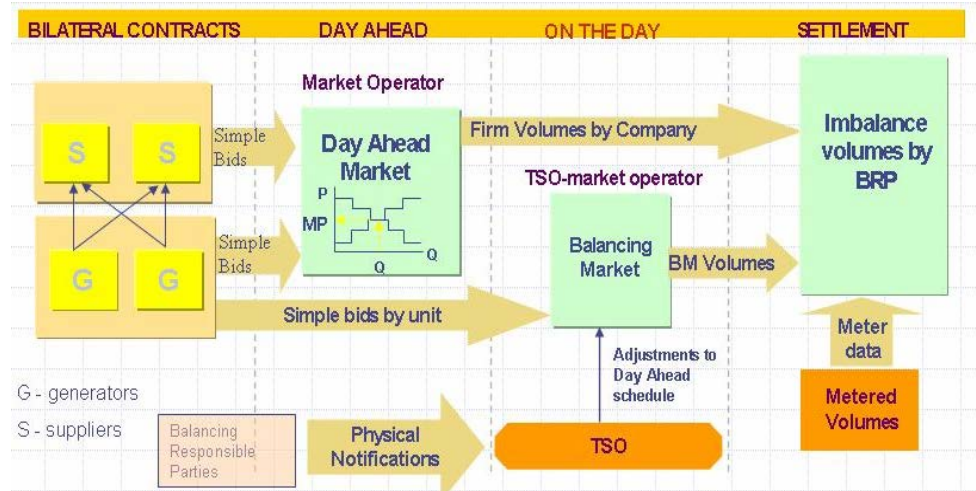 BILATERAL CONTRACTS
DAY AHEAD
ON THE DAY
SETTLEMENT
Market Operator
S
S
Simple
Bids
Day Ahead
Market
P
MP
Q
Q
Firm Volumes by Company
Imbalance
volumes by
BRP
TSO-market operator
G
G
Simple
Bids
Balancing
Market
BM Volumes
Simple bids by unit
Meter
data
Adjustments to
Day Ahead
schedule
G - generators
S - suppliers
Balancing
Responsible
Parties
Physical
Notifications
TSO
Metered
Volumes